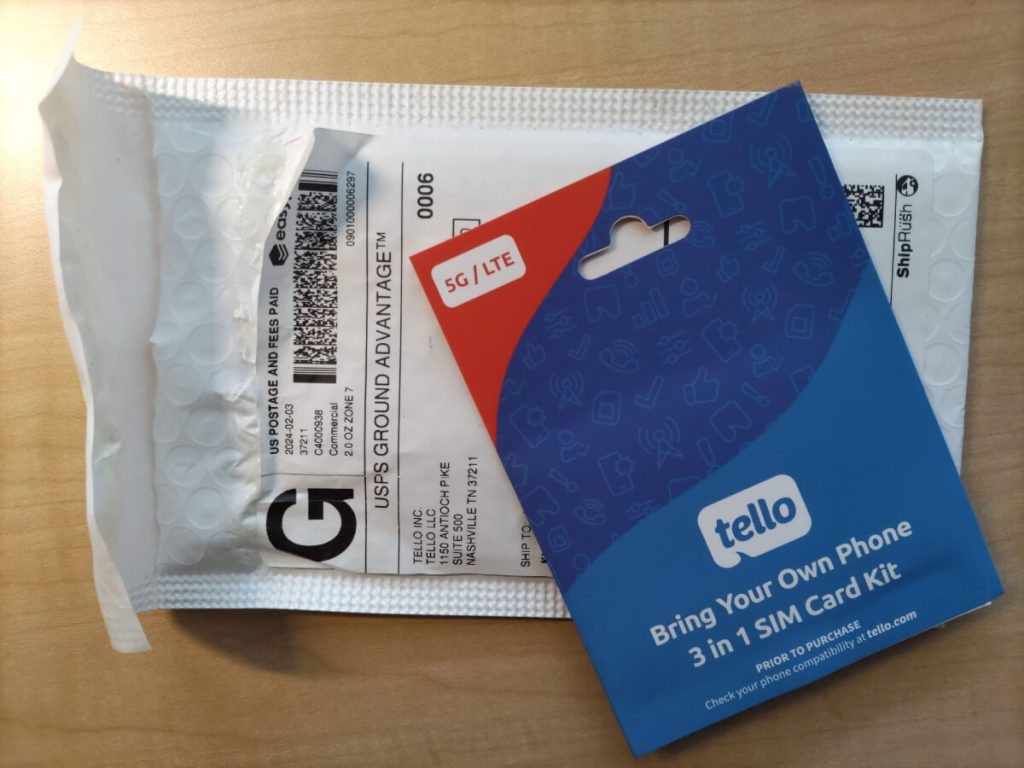 US POSTAGE AND FEES PAID
2024-02-03
37211
C4000938
Commercial
2.0 OZ ZONE 7
0901000006297
G
USPS GROUND ADVANTAGE™
0006
TELLO INC.
TELLO LLC
1150 ANTIOCH PIKE
SUITE 500
NASHVILLE TN 37211
SHIP TO:
ShipRush
5G / LTE
tello
Bring Your Own Phone
3 in 1 SIM Card Kit
PRIOR TO PURCHASE
Check your phone compatibility at tello.com